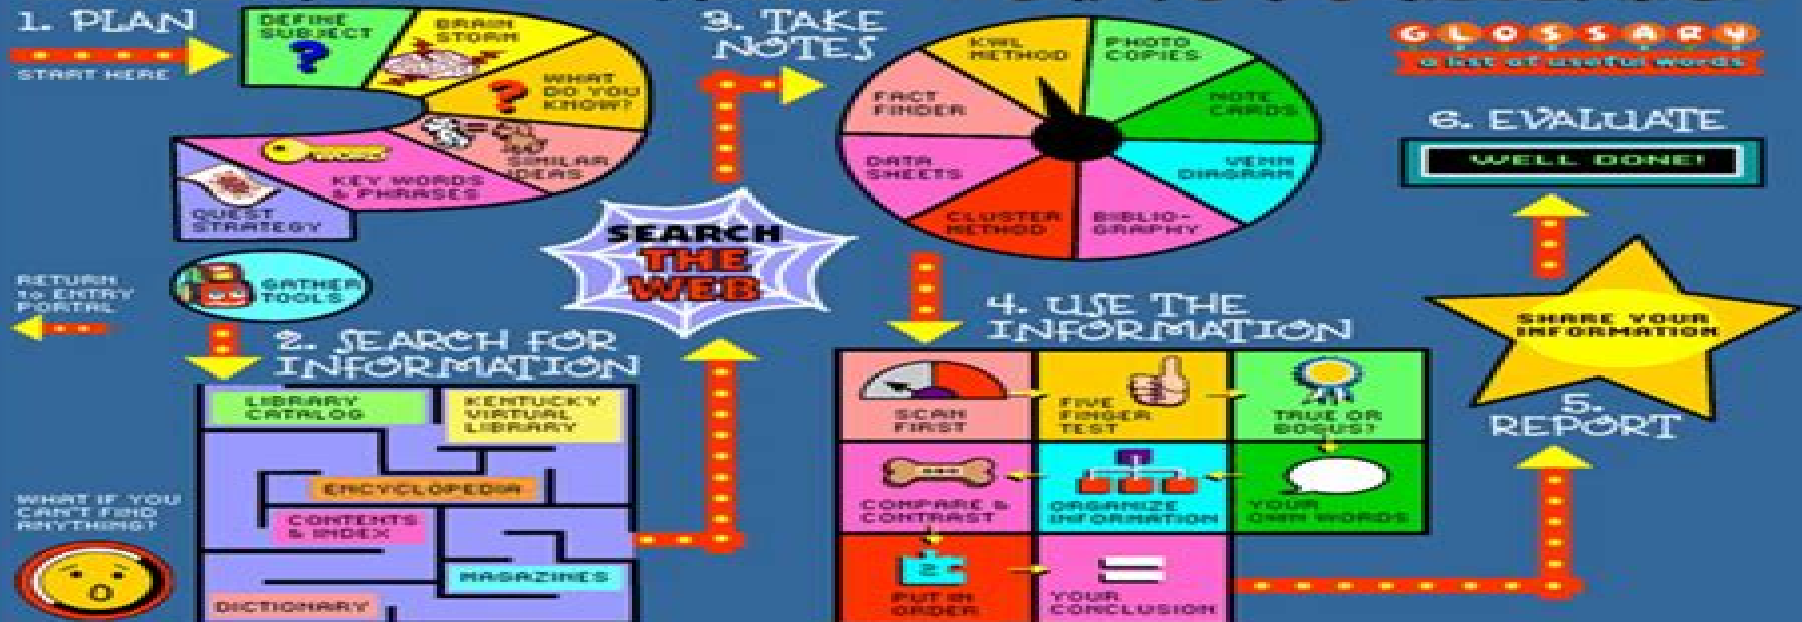 1. PLAN
START HERE
DEFINE
SUBJECT
BRAIN
STORM
WHAT
DO YOU
KNOW?
SIMILAR
IDEAS
KEY WORDS
& PHRASES
QUEST
STRATEGY
GATHER
TOOLS
RETURN
to ENTRY
PORTAL
2. SEARCH FOR
INFORMATION
LIBRARY
CATALOG
KENTUCKY
VIRTUAL
LIBRARY
ENCYCLOPEDIA
CONTENTS
& INDEX
MAGAZINES
DICTIONARY
WHAT IF YOU
CAN'T FIND
ANYTHING?
SEARCH
THE
WEB
3. TAKE
NOTES
KWL
METHOD
PHOTO
COPIES
NOTE
CARDS
VENN
DIAGRAM
BIBLIO-
GRAPHY
CLUSTER
METHOD
DATA
SHEETS
FACT
FINDER
4. USE THE
INFORMATION
SCAN
FIRST
FIVE
FINGER
TEST
TRUE OR
BOGUS?
COMPARE &
CONTRAST
ORGANIZE
INFORMATION
YOUR
OWN WORDS
2
PUT IN
ORDER
YOUR
CONCLUSION
5.
REPORT
SHARE YOUR
INFORMATION
6. EVALUATE
WELL DONE!
GLOSSARY
a list of useful words